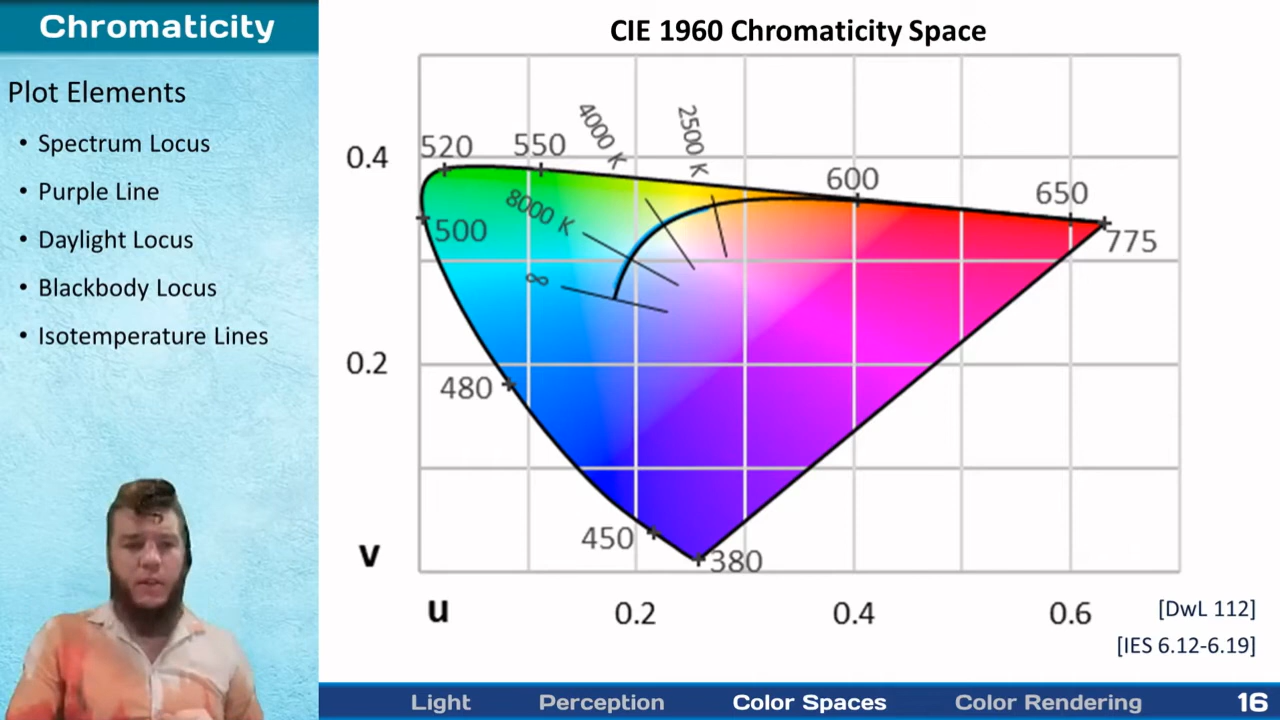 Chromaticity
Plot Elements
• Spectrum Locus
• Purple Line
• Daylight Locus
• Blackbody Locus
• Isotemperature Lines
CIE 1960 Chromaticity Space
4000 K
2500 K
520
550
0.4
600
650
8000 K
500
775
∞
0.2
480
450
380
v
u
0.2
0.4
0.6
[DwL 112]
[IES 6.12-6.19]
Light
Perception
Color Spaces
Color Rendering
16